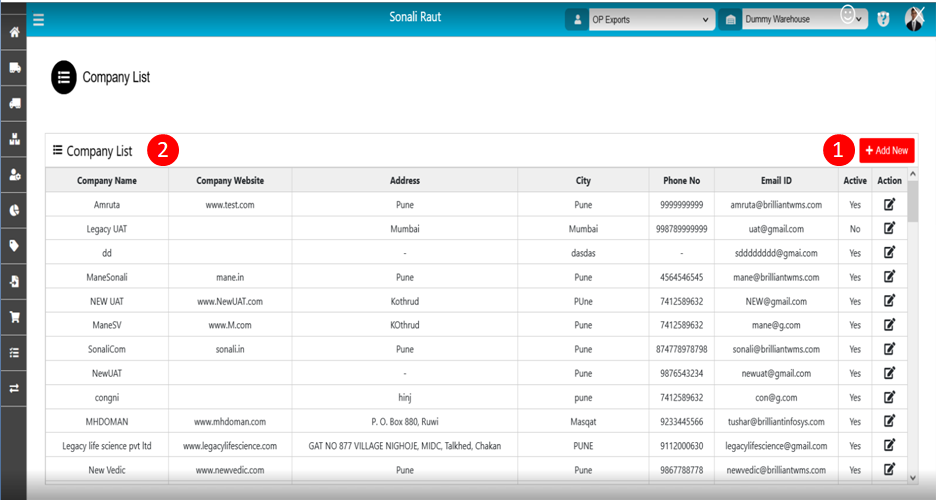 Sonali Raut OP Exports Dummy Warehouse
Company List
Company List 2 1 + Add New
Company Name Company Website Address City Phone No Email ID Active Action
Amruta www.test.com Pune Pune 9999999999 amruta@brilliantwms.com Yes
Legacy UAT Mumbai Mumbai 998789999999 uat@gmail.com No
dd - dasdas - sddddddddd@gmai.com Yes
ManeSonali mane.in Pune Pune 4564546545 mane@brilliantwms.com Yes
NEW UAT www.NewUAT.com Kothrud PUne 7412589632 NEW@gmail.com Yes
ManeSV www.M.com KOthrud Pune 7412589632 mane@g.com Yes
SonaliCom sonali.in Pune Pune 874778978798 sonali@brilliantwms.com Yes
NewUAT - Pune 9876543234 newuat@gmail.com Yes
congni hinj pune 7412589632 con@g.com Yes
MHDOMAN www.mhdoman.com P. O. Box 880, Ruwi Masqat 9233445566 tushar@brilliantinfosys.com Yes
Legacy life science pvt ltd www.legacylifescience.com GAT NO 877 VILLAGE NIGHOJE, MIDC, Talkhed, Chakan PUNE 9112000630 legacylifescience@gmail.com Yes
New Vedic www.newvedic.com Pune Pune 9867788778 newvedic@brilliantwms.com Yes